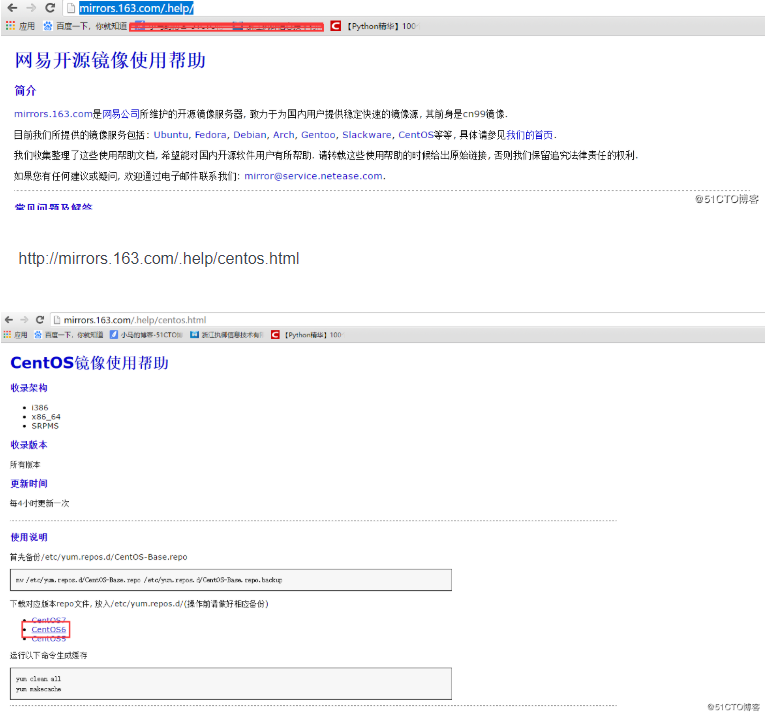 mirrors.163.com/.help/
应用 百度一下，你就知道 【Python精华】100
网易开源镜像使用帮助
简介
mirrors.163.com是网易公司所维护的开源镜像服务器, 致力于为国内用户提供稳定快速的镜像源, 其前身是cn99镜像.
目前我们所提供的镜像服务包括: Ubuntu, Fedora, Debian, Arch, Gentoo, Slackware, CentOS等等, 具体请参见我们的首页.
我们收集整理了这些使用帮助文档, 希望能对国内开源软件用户有所帮助. 请转载这些使用帮助的时候给出原始链接, 否则我们保留追究法律责任的权利.
如果您有任何建议或疑问, 欢迎通过电子邮件联系我们: mirror@service.netease.com.
常见问题及解答
@51CTO博客
http://mirrors.163.com/.help/centos.html
mirrors.163.com/.help/centos.html
应用 百度一下，你就知道 小马的博客-51CTO 浙江执御信息技术有 【Python精华】100
CentOS镜像使用帮助
收录架构
i386
x86_64
SRPMS
收录版本
所有版本
更新时间
每4小时更新一次
使用说明
首先备份/etc/yum.repos.d/CentOS-Base.repo
mv /etc/yum.repos.d/CentOS-Base.repo /etc/yum.repos.d/CentOS-Base.repo.backup
下载对应版本repo文件, 放入/etc/yum.repos.d/(操作前请做好相应备份)
CentOS7
CentOS6
CentOS5
运行以下命令生成缓存
yum clean all
yum makecache
@51CTO博客